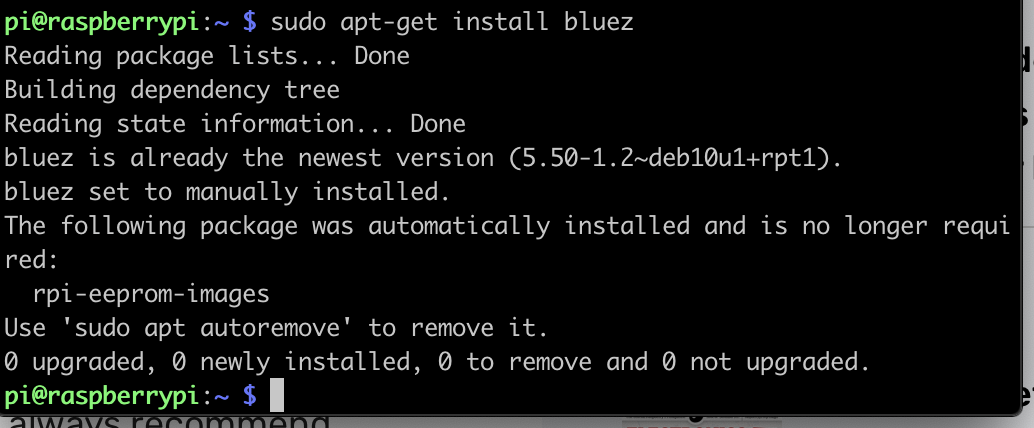 pi@raspberrypi:~ $ sudo apt-get install bluez
Reading package lists... Done
Building dependency tree
Reading state information... Done
bluez is already the newest version (5.50-1.2~deb10u1+rpt1).
bluez set to manually installed.
The following package was automatically installed and is no longer requi
red:
  rpi-eeprom-images
Use 'sudo apt autoremove' to remove it.
0 upgraded, 0 newly installed, 0 to remove and 0 not upgraded.
pi@raspberrypi:~ $
always recommend